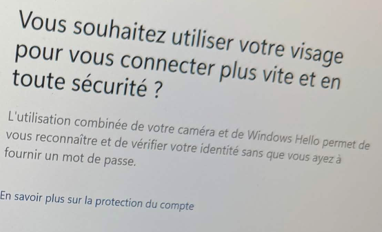 Vous souhaitez utiliser votre visage
pour vous connecter plus vite et en
toute sécurité ?
L'utilisation combinée de votre caméra et de Windows Hello permet de
vous reconnaître et de vérifier votre identité sans que vous ayez à
fournir un mot de passe.
En savoir plus sur la protection du compte